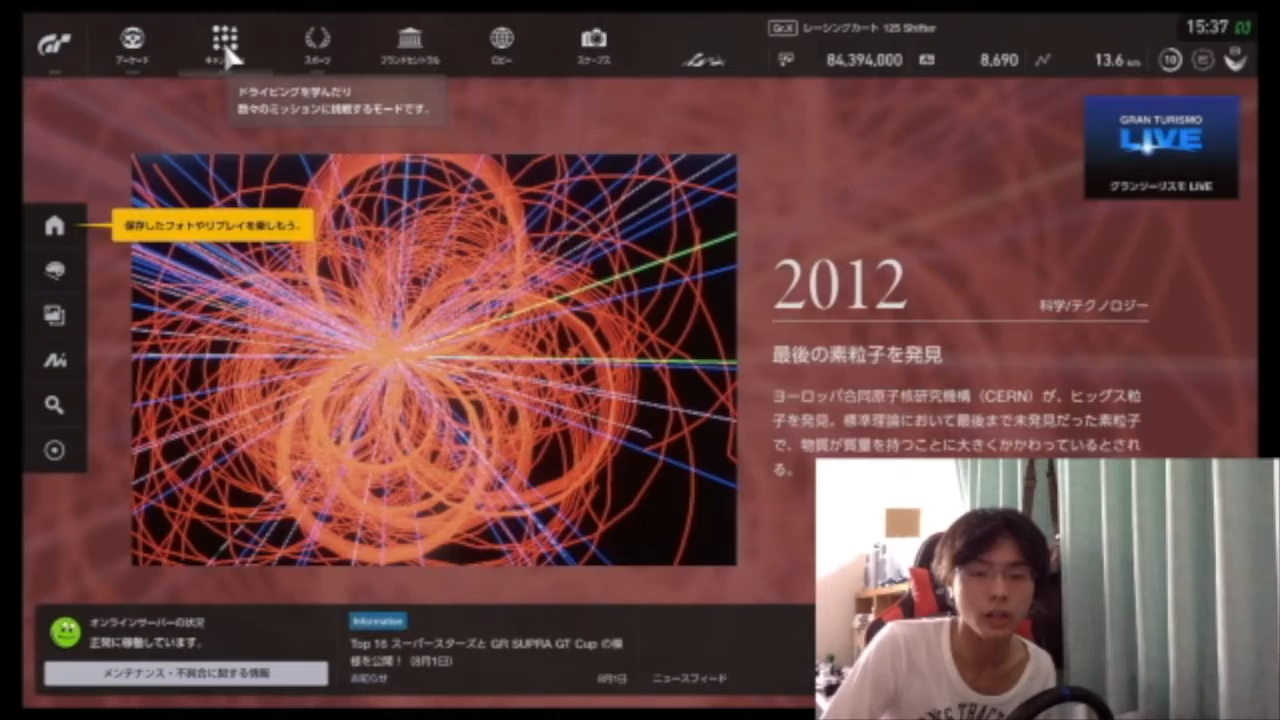 Gr.X レーシングカート 125 Shifter
15:37
アーケード
スポーツ
ブランドセントラル
ロビー
スケープス
84,394,000
8,690
13.6 km
10
ドライビングを学んだり
数々のミッションに挑戦するモードです。
GRAN TURISMO
LIVE
グランツーリスモ LIVE
保存したフォトやリプレイを楽しもう。
2012
科学/テクノロジー
最後の素粒子を発見
ヨーロッパ合同原子核研究機構（CERN）が、ヒッグス粒
子を発見。標準理論において最後まで未発見だった素粒子
で、物質が質量を持つことに大きくかかわっているとされ
る。
オンラインサーバーの状況
正常に稼働しています。
メンテナンス・不具合に関する情報
Information
Top 16 スーパースターズと GR SUPRA GT Cup の模
様を公開！（8月1日）
お知らせ
8月1日
ニュースフィード